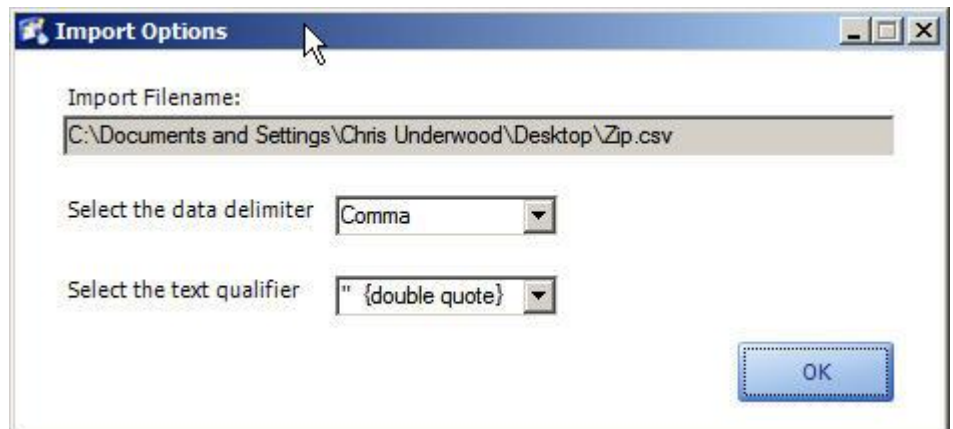 Import Options
Import Filename:
C:\Documents and Settings\Chris Underwood\Desktop\Zip.csv
Select the data delimiter Comma
Select the text qualifier " {double quote}
OK